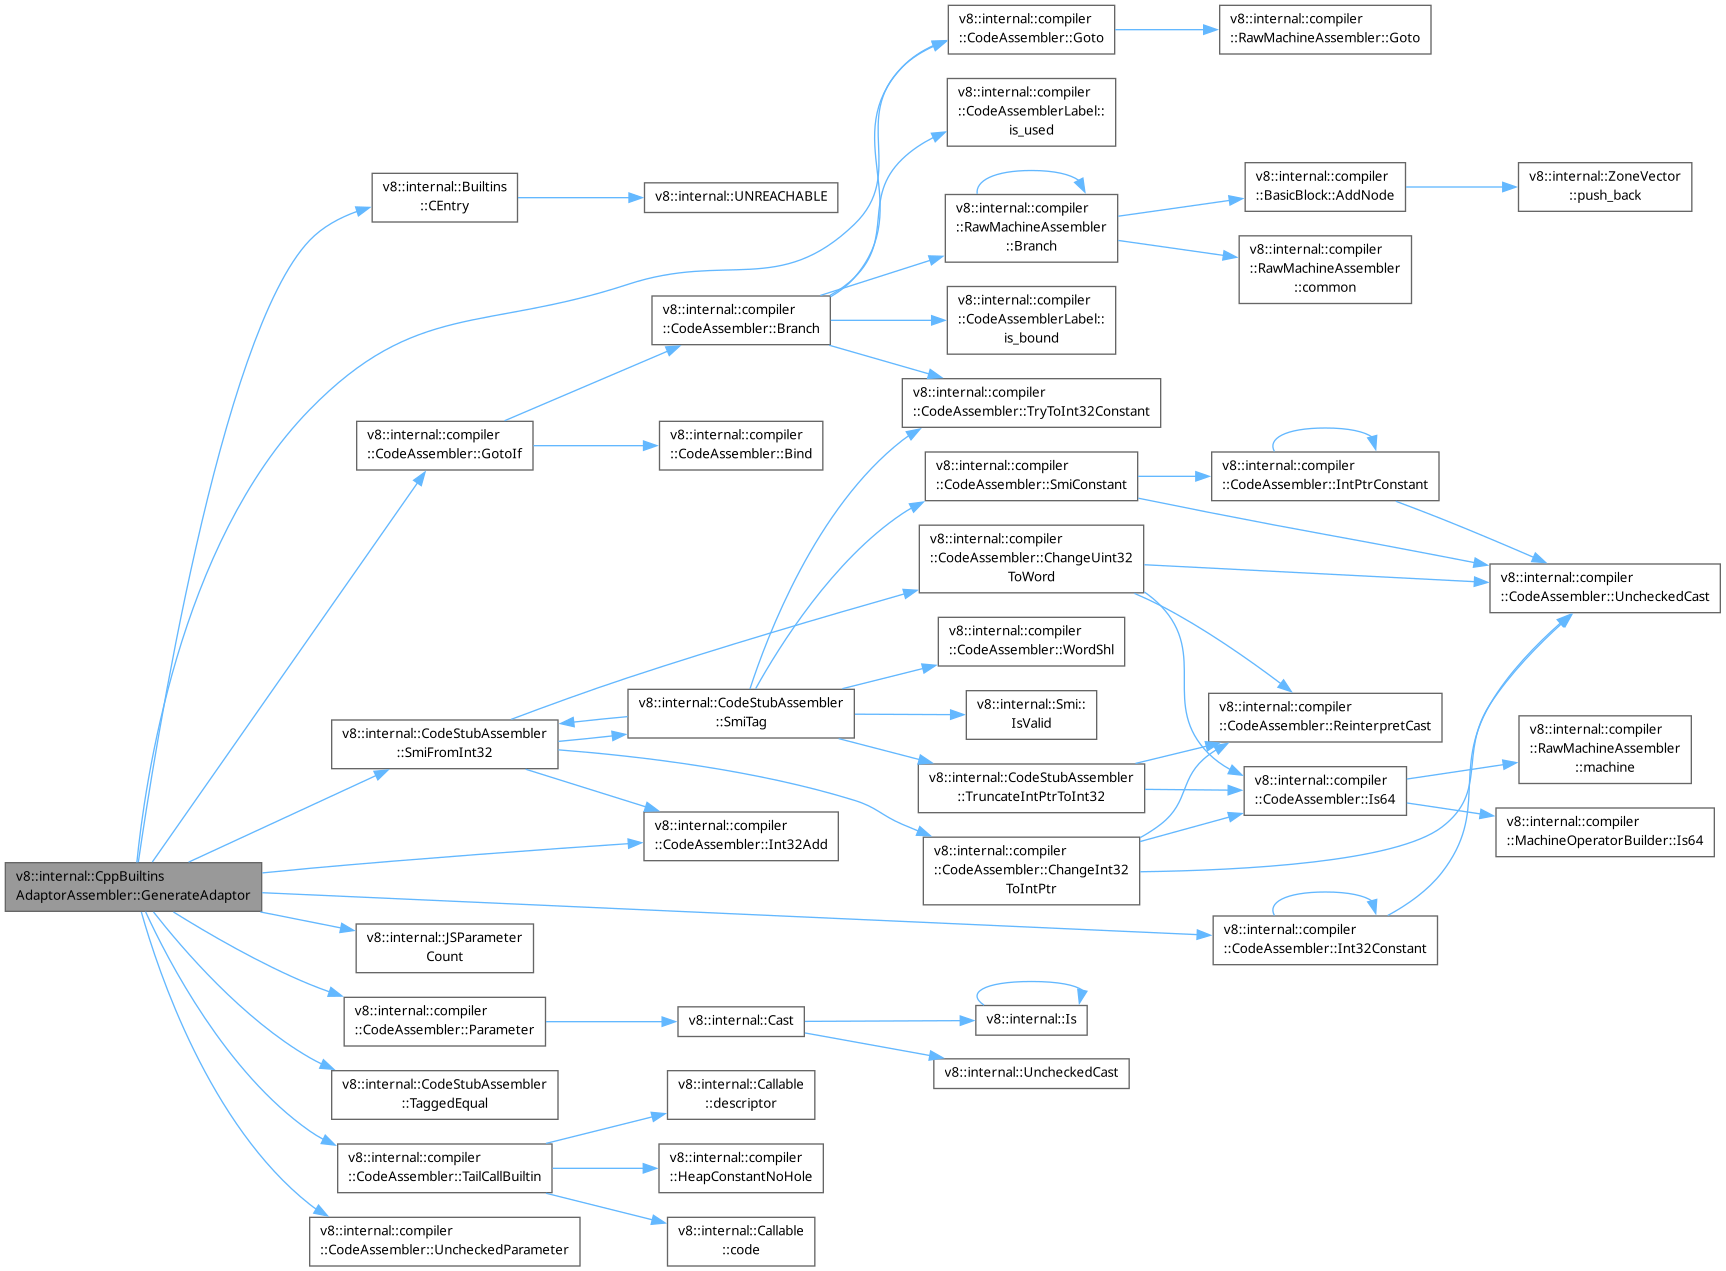 v8::internal::CppBuiltins
AdaptorAssembler::GenerateAdaptor
v8::internal::Builtins
::CEntry
v8::internal::UNREACHABLE
v8::internal::compiler
::CodeAssembler::Goto
v8::internal::compiler
::RawMachineAssembler::Goto
v8::internal::compiler
::CodeAssemblerLabel::
is_used
v8::internal::compiler
::RawMachineAssembler
::Branch
v8::internal::compiler
::BasicBlock::AddNode
v8::internal::ZoneVector
::push_back
v8::internal::compiler
::RawMachineAssembler
::common
v8::internal::compiler
::CodeAssembler::Branch
v8::internal::compiler
::CodeAssemblerLabel::
is_bound
v8::internal::compiler
::CodeAssembler::TryToInt32Constant
v8::internal::compiler
::CodeAssembler::GotoIf
v8::internal::compiler
::CodeAssembler::Bind
v8::internal::compiler
::CodeAssembler::SmiConstant
v8::internal::compiler
::CodeAssembler::IntPtrConstant
v8::internal::compiler
::CodeAssembler::ChangeUint32
ToWord
v8::internal::compiler
::CodeAssembler::UncheckedCast
v8::internal::compiler
::CodeAssembler::WordShl
v8::internal::CodeStubAssembler
::SmiTag
v8::internal::Smi::
IsValid
v8::internal::compiler
::CodeAssembler::ReinterpretCast
v8::internal::CodeStubAssembler
::SmiFromInt32
v8::internal::CodeStubAssembler
::TruncateIntPtrToInt32
v8::internal::compiler
::CodeAssembler::Is64
v8::internal::compiler
::RawMachineAssembler
::machine
v8::internal::compiler
::MachineOperatorBuilder::Is64
v8::internal::compiler
::CodeAssembler::Int32Add
v8::internal::compiler
::CodeAssembler::ChangeInt32
ToIntPtr
v8::internal::compiler
::CodeAssembler::Int32Constant
v8::internal::JSParameter
Count
v8::internal::compiler
::CodeAssembler::Parameter
v8::internal::Cast
v8::internal::Is
v8::internal::UncheckedCast
v8::internal::CodeStubAssembler
::TaggedEqual
v8::internal::Callable
::descriptor
v8::internal::compiler
::CodeAssembler::TailCallBuiltin
v8::internal::compiler
::HeapConstantNoHole
v8::internal::Callable
::code
v8::internal::compiler
::CodeAssembler::UncheckedParameter